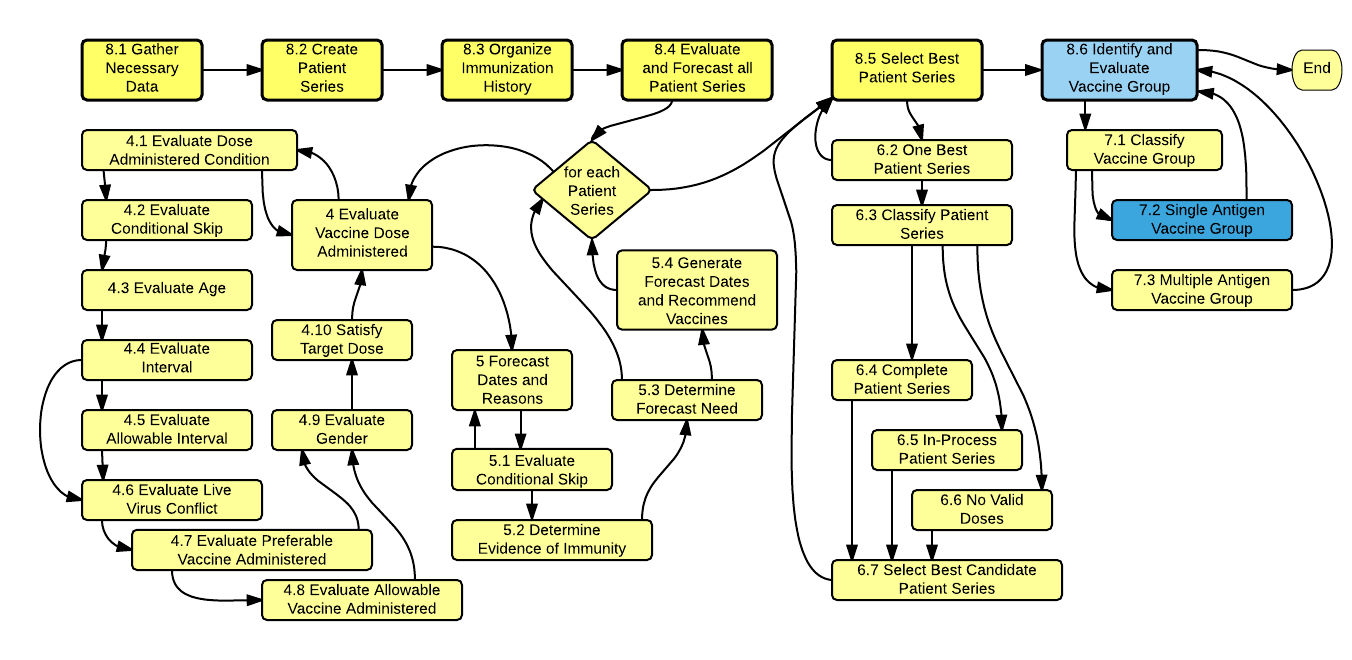 8.1 Gather
Necessary
Data
8.2 Create
Patient
Series
8.3 Organize
Immunization
History
8.4 Evaluate
and Forecast all
Patient Series
8.5 Select Best
Patient Series
8.6 Identify and
Evaluate
Vaccine Group
End
4.1 Evaluate Dose
Administered Condition
4.2 Evaluate
Conditional Skip
4.3 Evaluate Age
4.4 Evaluate
Interval
4.5 Evaluate
Allowable Interval
4.6 Evaluate Live
Virus Conflict
4.7 Evaluate Preferable
Vaccine Administered
4.8 Evaluate Allowable
Vaccine Administered
4.9 Evaluate
Gender
4.10 Satisfy
Target Dose
4 Evaluate
Vaccine Dose
Administered
for each
Patient
Series
5 Forecast
Dates and
Reasons
5.1 Evaluate
Conditional Skip
5.2 Determine
Evidence of Immunity
5.3 Determine
Forecast Need
5.4 Generate
Forecast Dates
and Recommend
Vaccines
6.2 One Best
Patient Series
6.3 Classify Patient
Series
6.4 Complete
Patient Series
6.5 In-Process
Patient Series
6.6 No Valid
Doses
6.7 Select Best Candidate
Patient Series
7.1 Classify
Vaccine Group
7.2 Single Antigen
Vaccine Group
7.3 Multiple Antigen
Vaccine Group